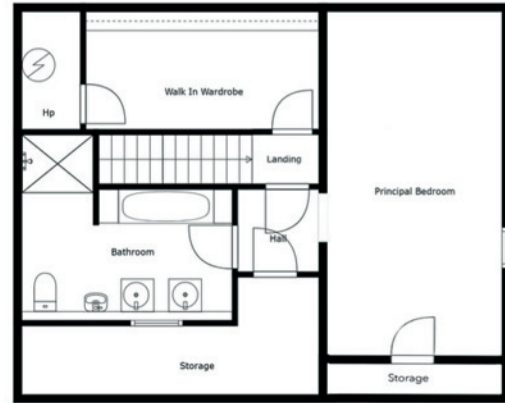 Walk In Wardrobe
Hp
Landing
Principal Bedroom
Hall
Bathroom
Storage
Storage